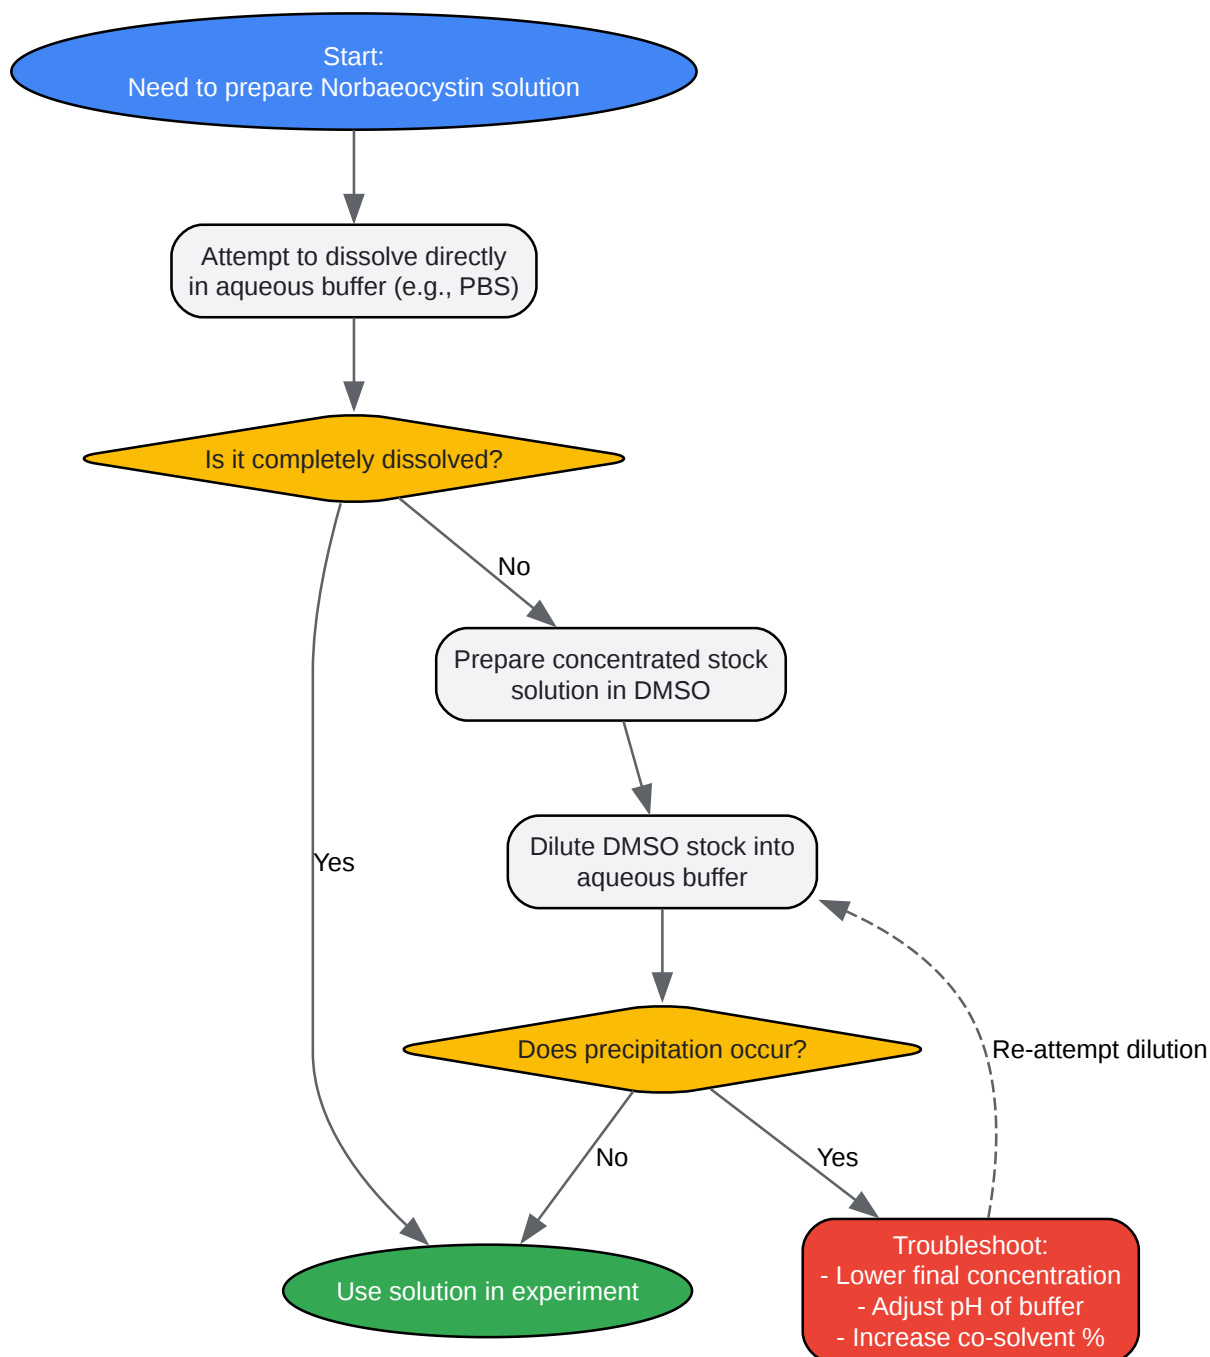 Start:
Need to prepare Norbaeocystin solution
Attempt to dissolve directly
in aqueous buffer (e.g., PBS)
Is it completely dissolved?
No
Prepare concentrated stock
solution in DMSO
Yes
Dilute DMSO stock into
aqueous buffer
Does precipitation occur?
Re-attempt dilution
No
Yes
Use solution in experiment
Troubleshoot:
- Lower final concentration
- Adjust pH of buffer
- Increase co-solvent %